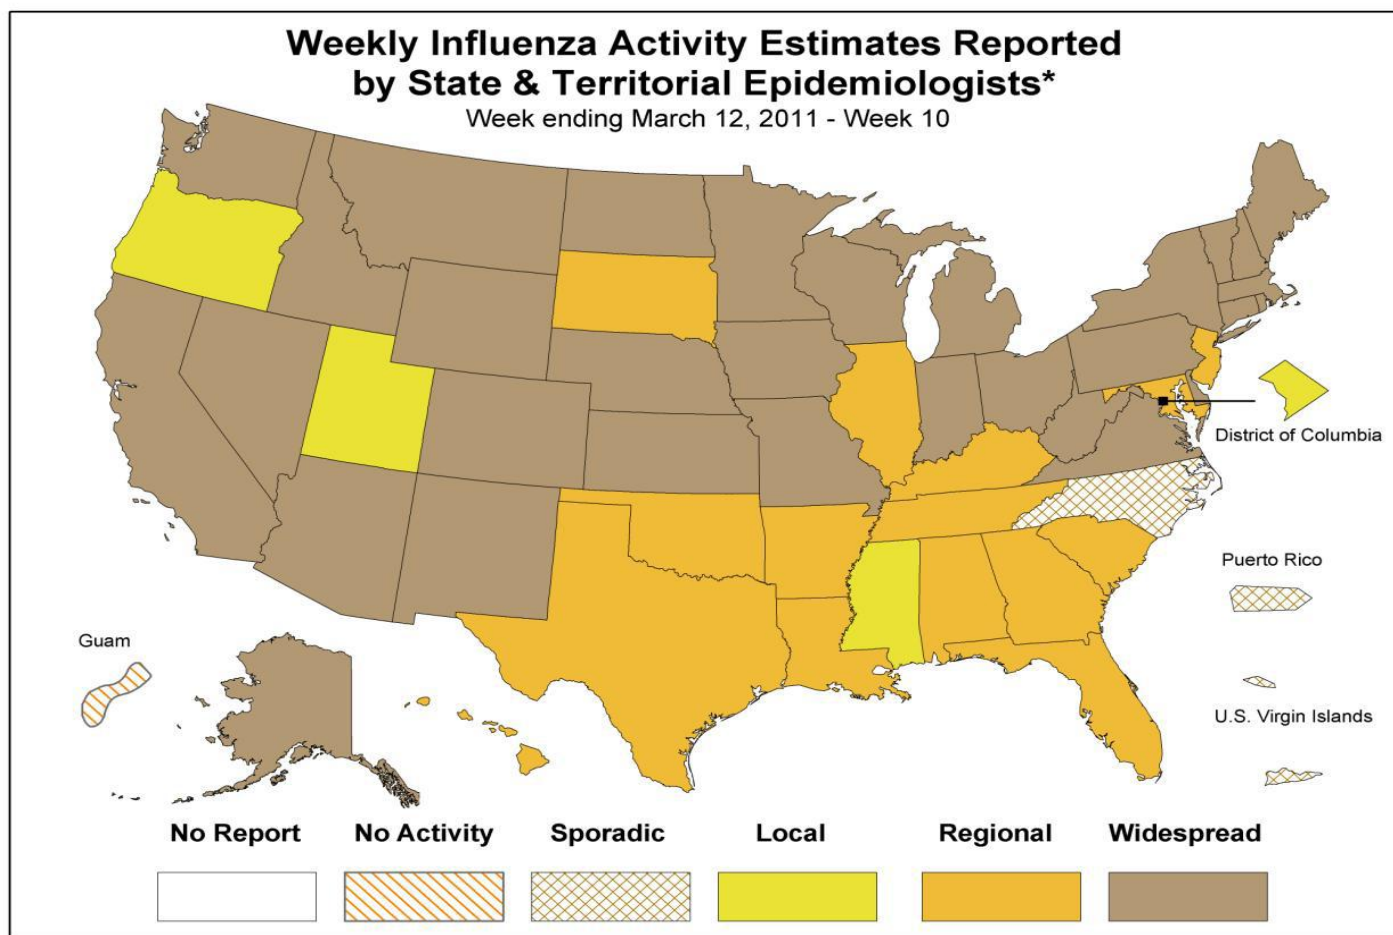 Weekly Influenza Activity Estimates Reported
by State & Territorial Epidemiologists*
Week ending March 12, 2011 - Week 10
District of Columbia
Puerto Rico
Guam
U.S. Virgin Islands
No Report
No Activity
Sporadic
Local
Regional
Widespread